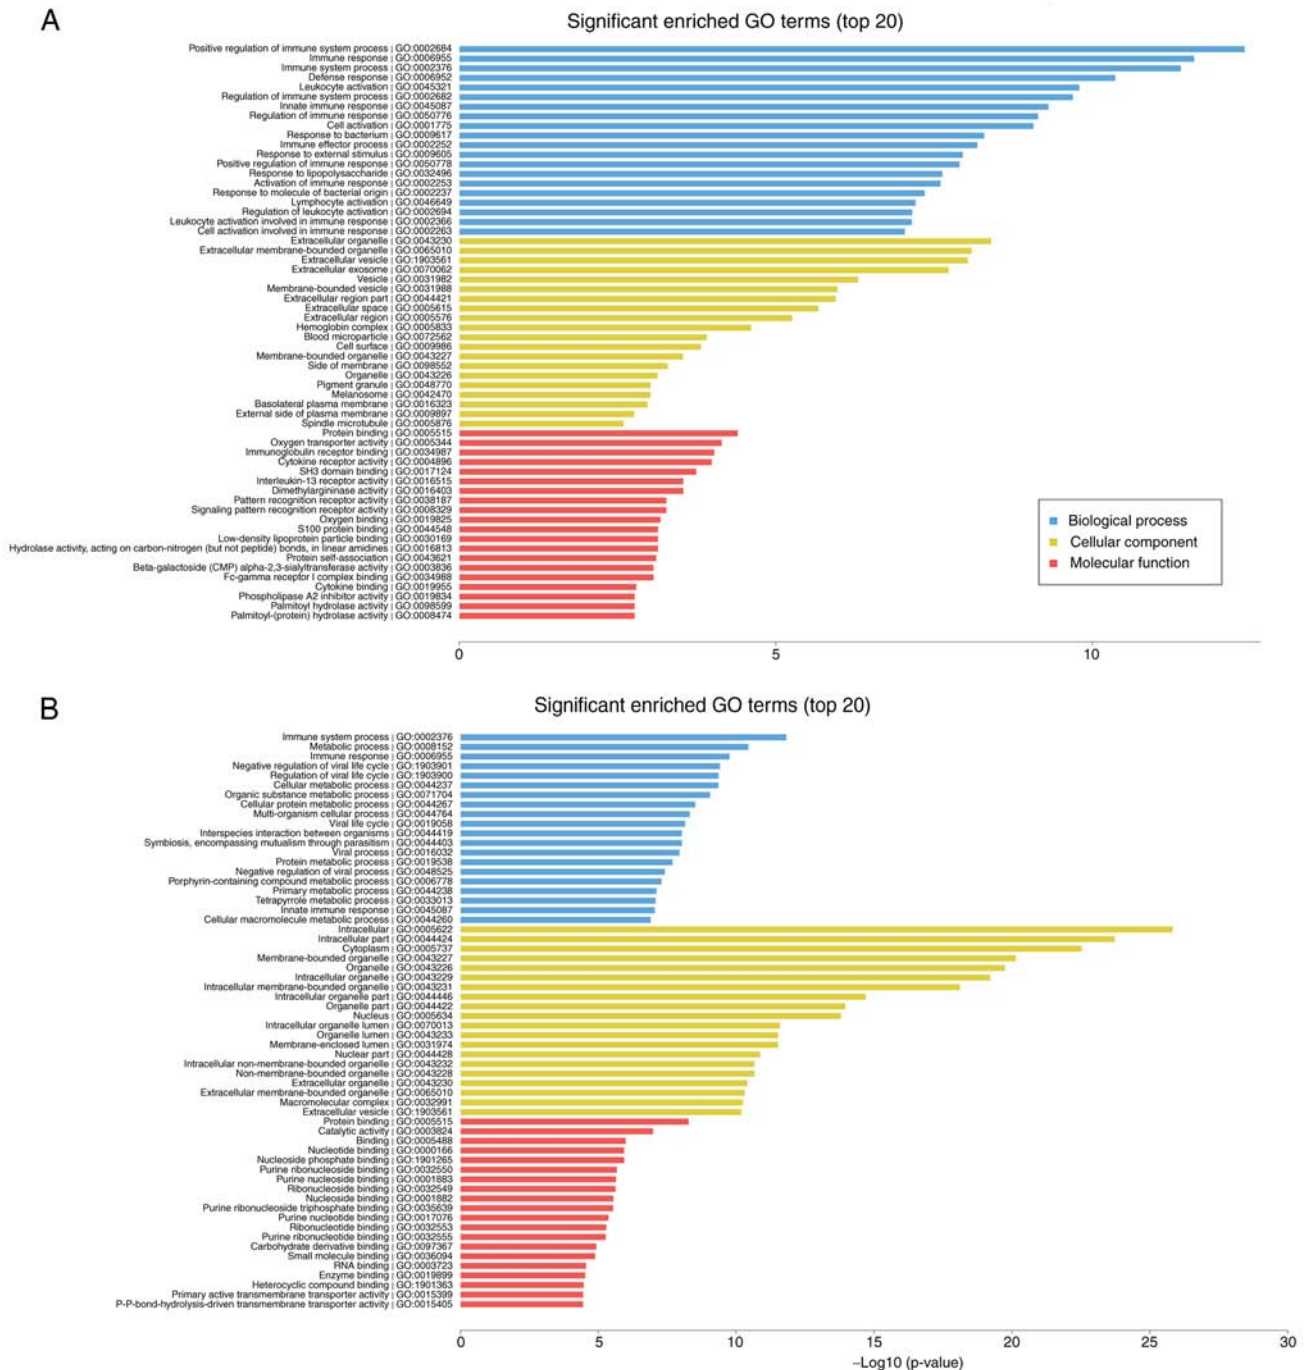 A
Significant enriched GO terms (top 20)
Positive regulation of immune system process | GO:0002684
Immune response | GO:0006955
Immune system process | GO:0002376
Defense response | GO:0006952
Leukocyte activation | GO:0045321
Regulation of immune system process | GO:0002682
Innate immune response | GO:0045087
Regulation of immune response | GO:0050776
Cell activation | GO:0001775
Response to bacterium | GO:0009617
Immune effector process | GO:0002252
Response to external stimulus | GO:0009605
Positive regulation of immune response | GO:0050778
Response to lipopolysaccharide | GO:0032496
Activation of immune response | GO:0002253
Response to molecule of bacterial origin | GO:0002237
Lymphocyte activation | GO:0046649
Regulation of leukocyte activation | GO:0002694
Leukocyte activation involved in immune response | GO:0002366
Cell activation involved in immune response | GO:0002263
Extracellular organelle | GO:0043230
Extracellular membrane-bounded organelle | GO:0065010
Extracellular vesicle | GO:1903561
Extracellular exosome | GO:0070062
Vesicle | GO:0031982
Membrane-bounded vesicle | GO:0031988
Extracellular region part | GO:0044421
Extracellular space | GO:0005615
Extracellular region | GO:0005576
Hemoglobin complex | GO:0005833
Blood microparticle | GO:0072562
Cell surface | GO:0009986
Membrane-bounded organelle | GO:0043227
Side of membrane | GO:0098552
Organelle | GO:0043226
Pigment granule | GO:0048770
Melanosome | GO:0042470
Basolateral plasma membrane | GO:0016323
External side of plasma membrane | GO:0009897
Spindle microtubule | GO:0005876
Protein binding | GO:0005515
Oxygen transporter activity | GO:0005344
Immunoglobulin receptor binding | GO:0034987
Cytokine receptor activity | GO:0004896
SH3 domain binding | GO:0017124
Interleukin-13 receptor activity | GO:0016515
Dimethylargininase activity | GO:0016403
Pattern recognition receptor activity | GO:0038187
Signaling pattern recognition receptor activity | GO:0008329
Oxygen binding | GO:0019825
S100 protein binding | GO:0044548
Low-density lipoprotein particle binding | GO:0030169
Hydrolase activity, acting on carbon-nitrogen (but not peptide) bonds, in linear amidines | GO:0016813
Protein self-association | GO:0043621
Beta-galactoside (CMP) alpha-2,3-sialyltransferase activity | GO:0003836
Fc-gamma receptor I complex binding | GO:0034988
Cytokine binding | GO:0019955
Phospholipase A2 inhibitor activity | GO:0019834
Palmitoyl hydrolase activity | GO:0098599
Palmitoyl-(protein) hydrolase activity | GO:0008474
Biological process
Cellular component
Molecular function
0 5 10
B
Significant enriched GO terms (top 20)
Immune system process | GO:0002376
Metabolic process | GO:0008152
Immune response | GO:0006955
Negative regulation of viral life cycle | GO:1903901
Regulation of viral life cycle | GO:1903900
Cellular metabolic process | GO:0044237
Organic substance metabolic process | GO:0071704
Cellular protein metabolic process | GO:0044267
Multi-organism cellular process | GO:0044764
Viral life cycle | GO:0019058
Interspecies interaction between organisms | GO:0044419
Symbiosis, encompassing mutualism through parasitism | GO:0044403
Viral process | GO:0016032
Protein metabolic process | GO:0019538
Negative regulation of viral process | GO:0048525
Porphyrin-containing compound metabolic process | GO:0006778
Primary metabolic process | GO:0044238
Tetrapyrrole metabolic process | GO:0033013
Innate immune response | GO:0045087
Cellular macromolecule metabolic process | GO:0044260
Intracellular | GO:0005622
Intracellular part | GO:0044424
Cytoplasm | GO:0005737
Membrane-bounded organelle | GO:0043227
Organelle | GO:0043226
Intracellular organelle | GO:0043229
Intracellular membrane-bounded organelle | GO:0043231
Intracellular organelle part | GO:0044446
Organelle part | GO:0044422
Nucleus | GO:0005634
Intracellular organelle lumen | GO:0070013
Organelle lumen | GO:0043233
Membrane-enclosed lumen | GO:0031974
Nuclear part | GO:0044428
Intracellular non-membrane-bounded organelle | GO:0043232
Non-membrane-bounded organelle | GO:0043228
Extracellular organelle | GO:0043230
Extracellular membrane-bounded organelle | GO:0065010
Macromolecular complex | GO:0032991
Extracellular vesicle | GO:1903561
Protein binding | GO:0005515
Catalytic activity | GO:0003824
Binding | GO:0005488
Nucleotide binding | GO:0000166
Nucleoside phosphate binding | GO:1901265
Purine ribonucleoside binding | GO:0032550
Purine nucleoside binding | GO:0001883
Ribonucleoside binding | GO:0032549
Nucleoside binding | GO:0001882
Purine ribonucleoside triphosphate binding | GO:0035639
Purine nucleotide binding | GO:0017076
Ribonucleotide binding | GO:0032553
Purine ribonucleotide binding | GO:0032555
Carbohydrate derivative binding | GO:0097367
Small molecule binding | GO:0036094
RNA binding | GO:0003723
Enzyme binding | GO:0019899
Heterocyclic compound binding | GO:1901363
Primary active transmembrane transporter activity | GO:0015399
P-P-bond-hydrolysis-driven transmembrane transporter activity | GO:0015405
0 5 10 15 20 25 30
−Log10 (p-value)